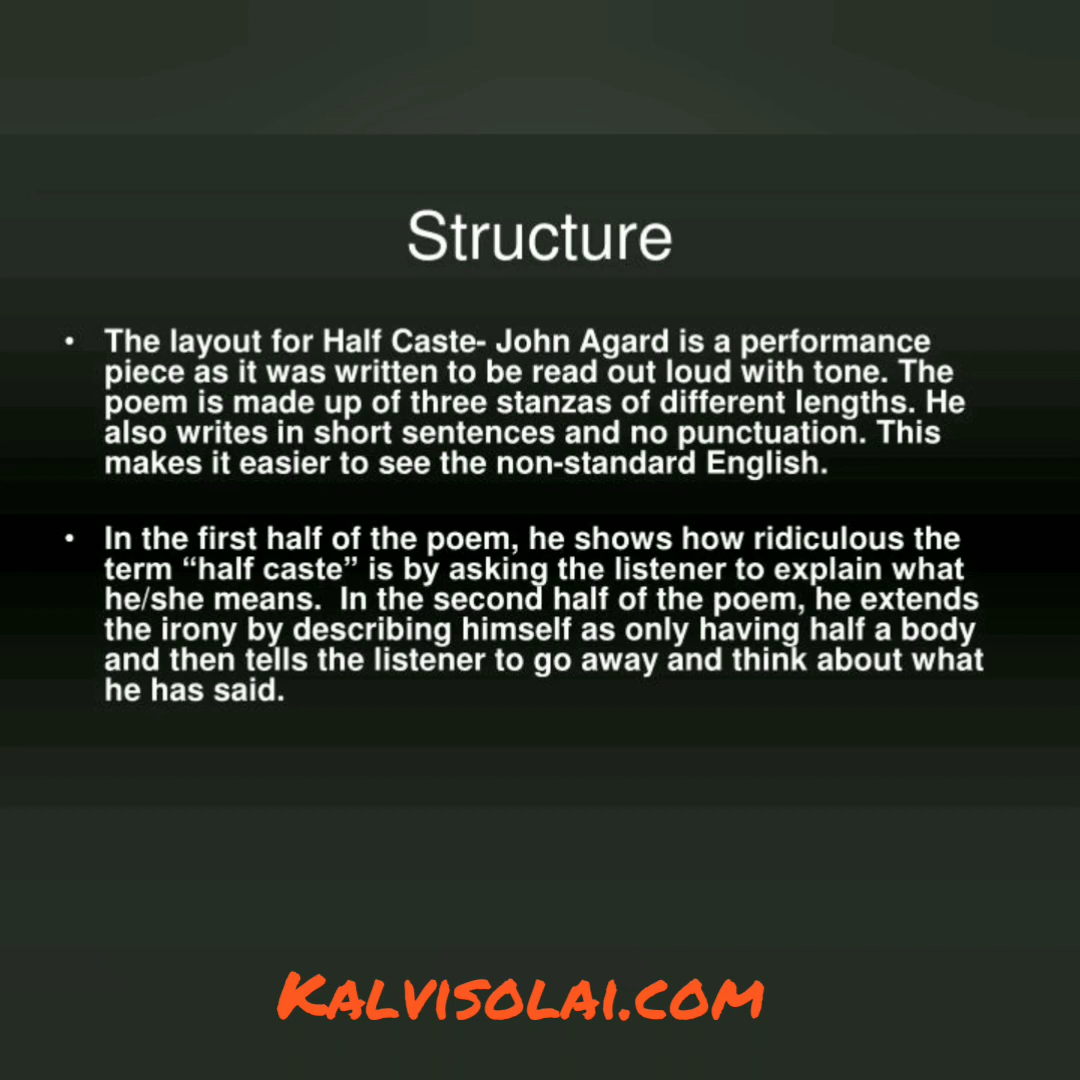 Structure
• The layout for Half Caste- John Agard is a performance
piece as it was written to be read out loud with tone. The
poem is made up of three stanzas of different lengths. He
also writes in short sentences and no punctuation. This
makes it easier to see the non-standard English.
• In the first half of the poem, he shows how ridiculous the
term “half caste” is by asking the listener to explain what
he/she means.  In the second half of the poem, he extends
the irony by describing himself as only having half a body
and then tells the listener to go away and think about what
he has said.
Kalvisolai.com